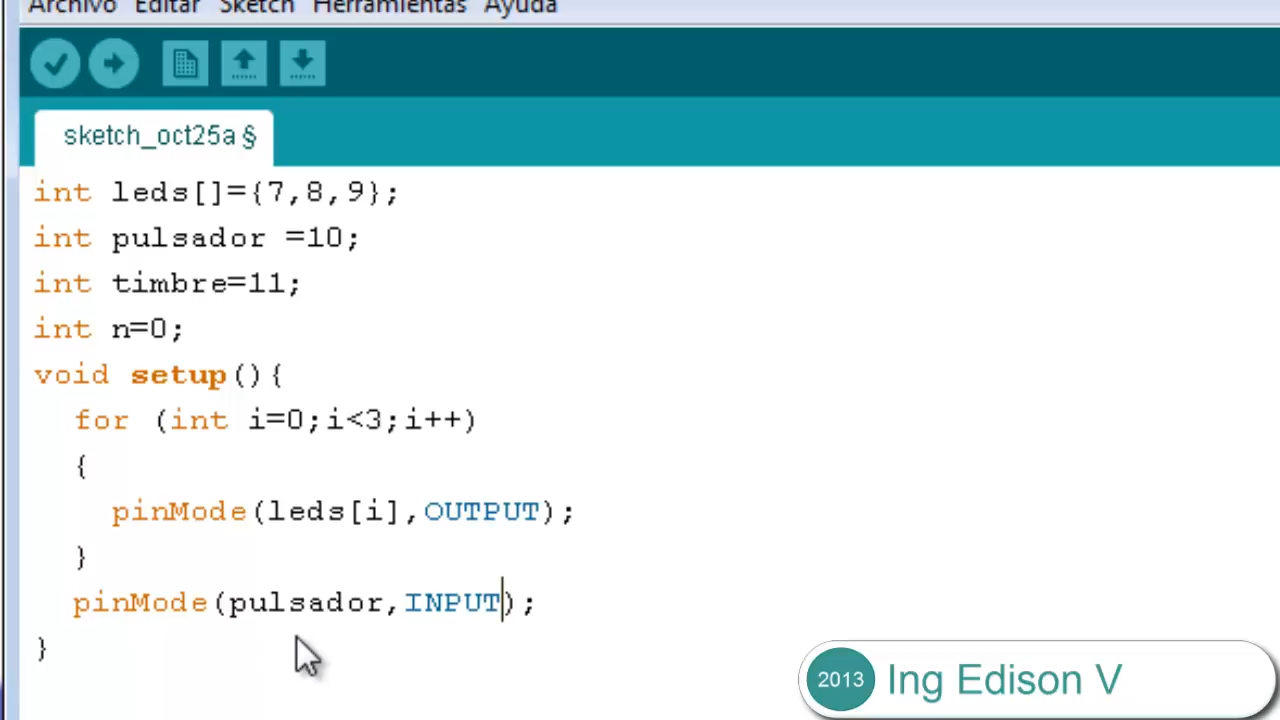 Archivo Editar Sketch Herramientas Ayuda
sketch_oct25a §
int leds[]={7,8,9};
int pulsador =10;
int timbre=11;
int n=0;
void setup(){
for (int i=0;i<3;i++)
{
pinMode(leds[i],OUTPUT);
}
pinMode(pulsador,INPUT);
}
2013 Ing Edison V